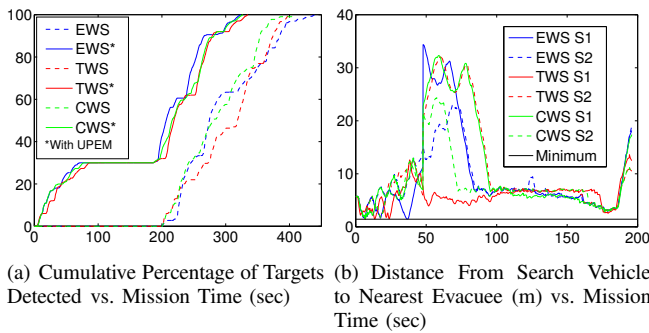 100
80
60
40
20
0
0
100
200
300
400
EWS
EWS*
TWS
TWS*
CWS
CWS*
*With UPEM
40
30
20
10
0
0
50
100
150
200
EWS S1
EWS S2
TWS S1
TWS S2
CWS S1
CWS S2
Minimum
(a) Cumulative Percentage of Targets
Detected vs. Mission Time (sec)
(b) Distance From Search Vehicle
to Nearest Evacuee (m) vs. Mission
Time (sec)